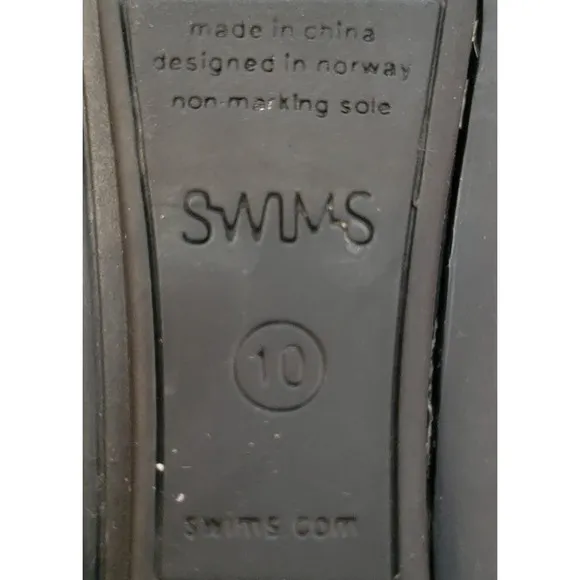 made in china
designed in norway
non-marking sole
SWIMS
10
swims.com